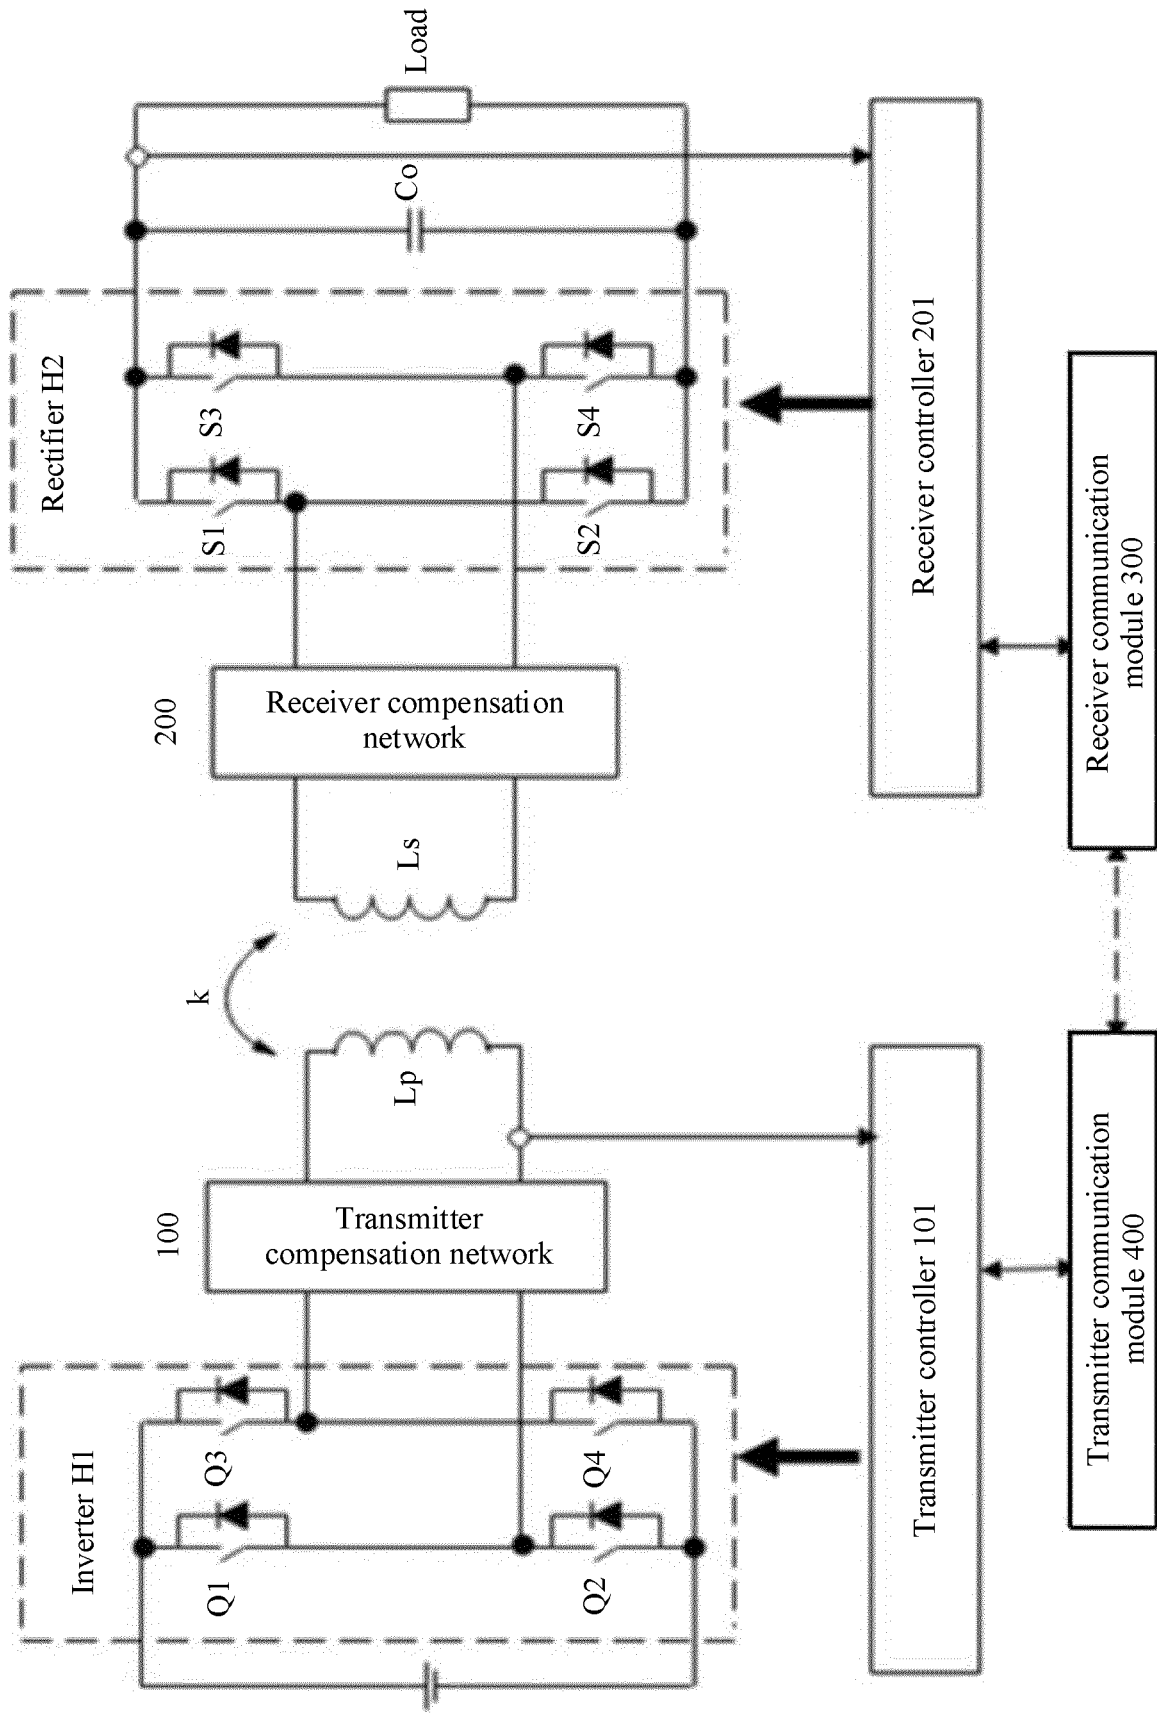 Inverter H1
Q1
Q3
Q2
Q4
100
Transmitter
compensation network
Lp
k
Ls
200
Receiver compensation
network
Rectifier H2
S1
S3
S2
S4
Co
Load
Transmitter controller 101
Receiver controller 201
Transmitter communication
module 400
Receiver communication
module 300